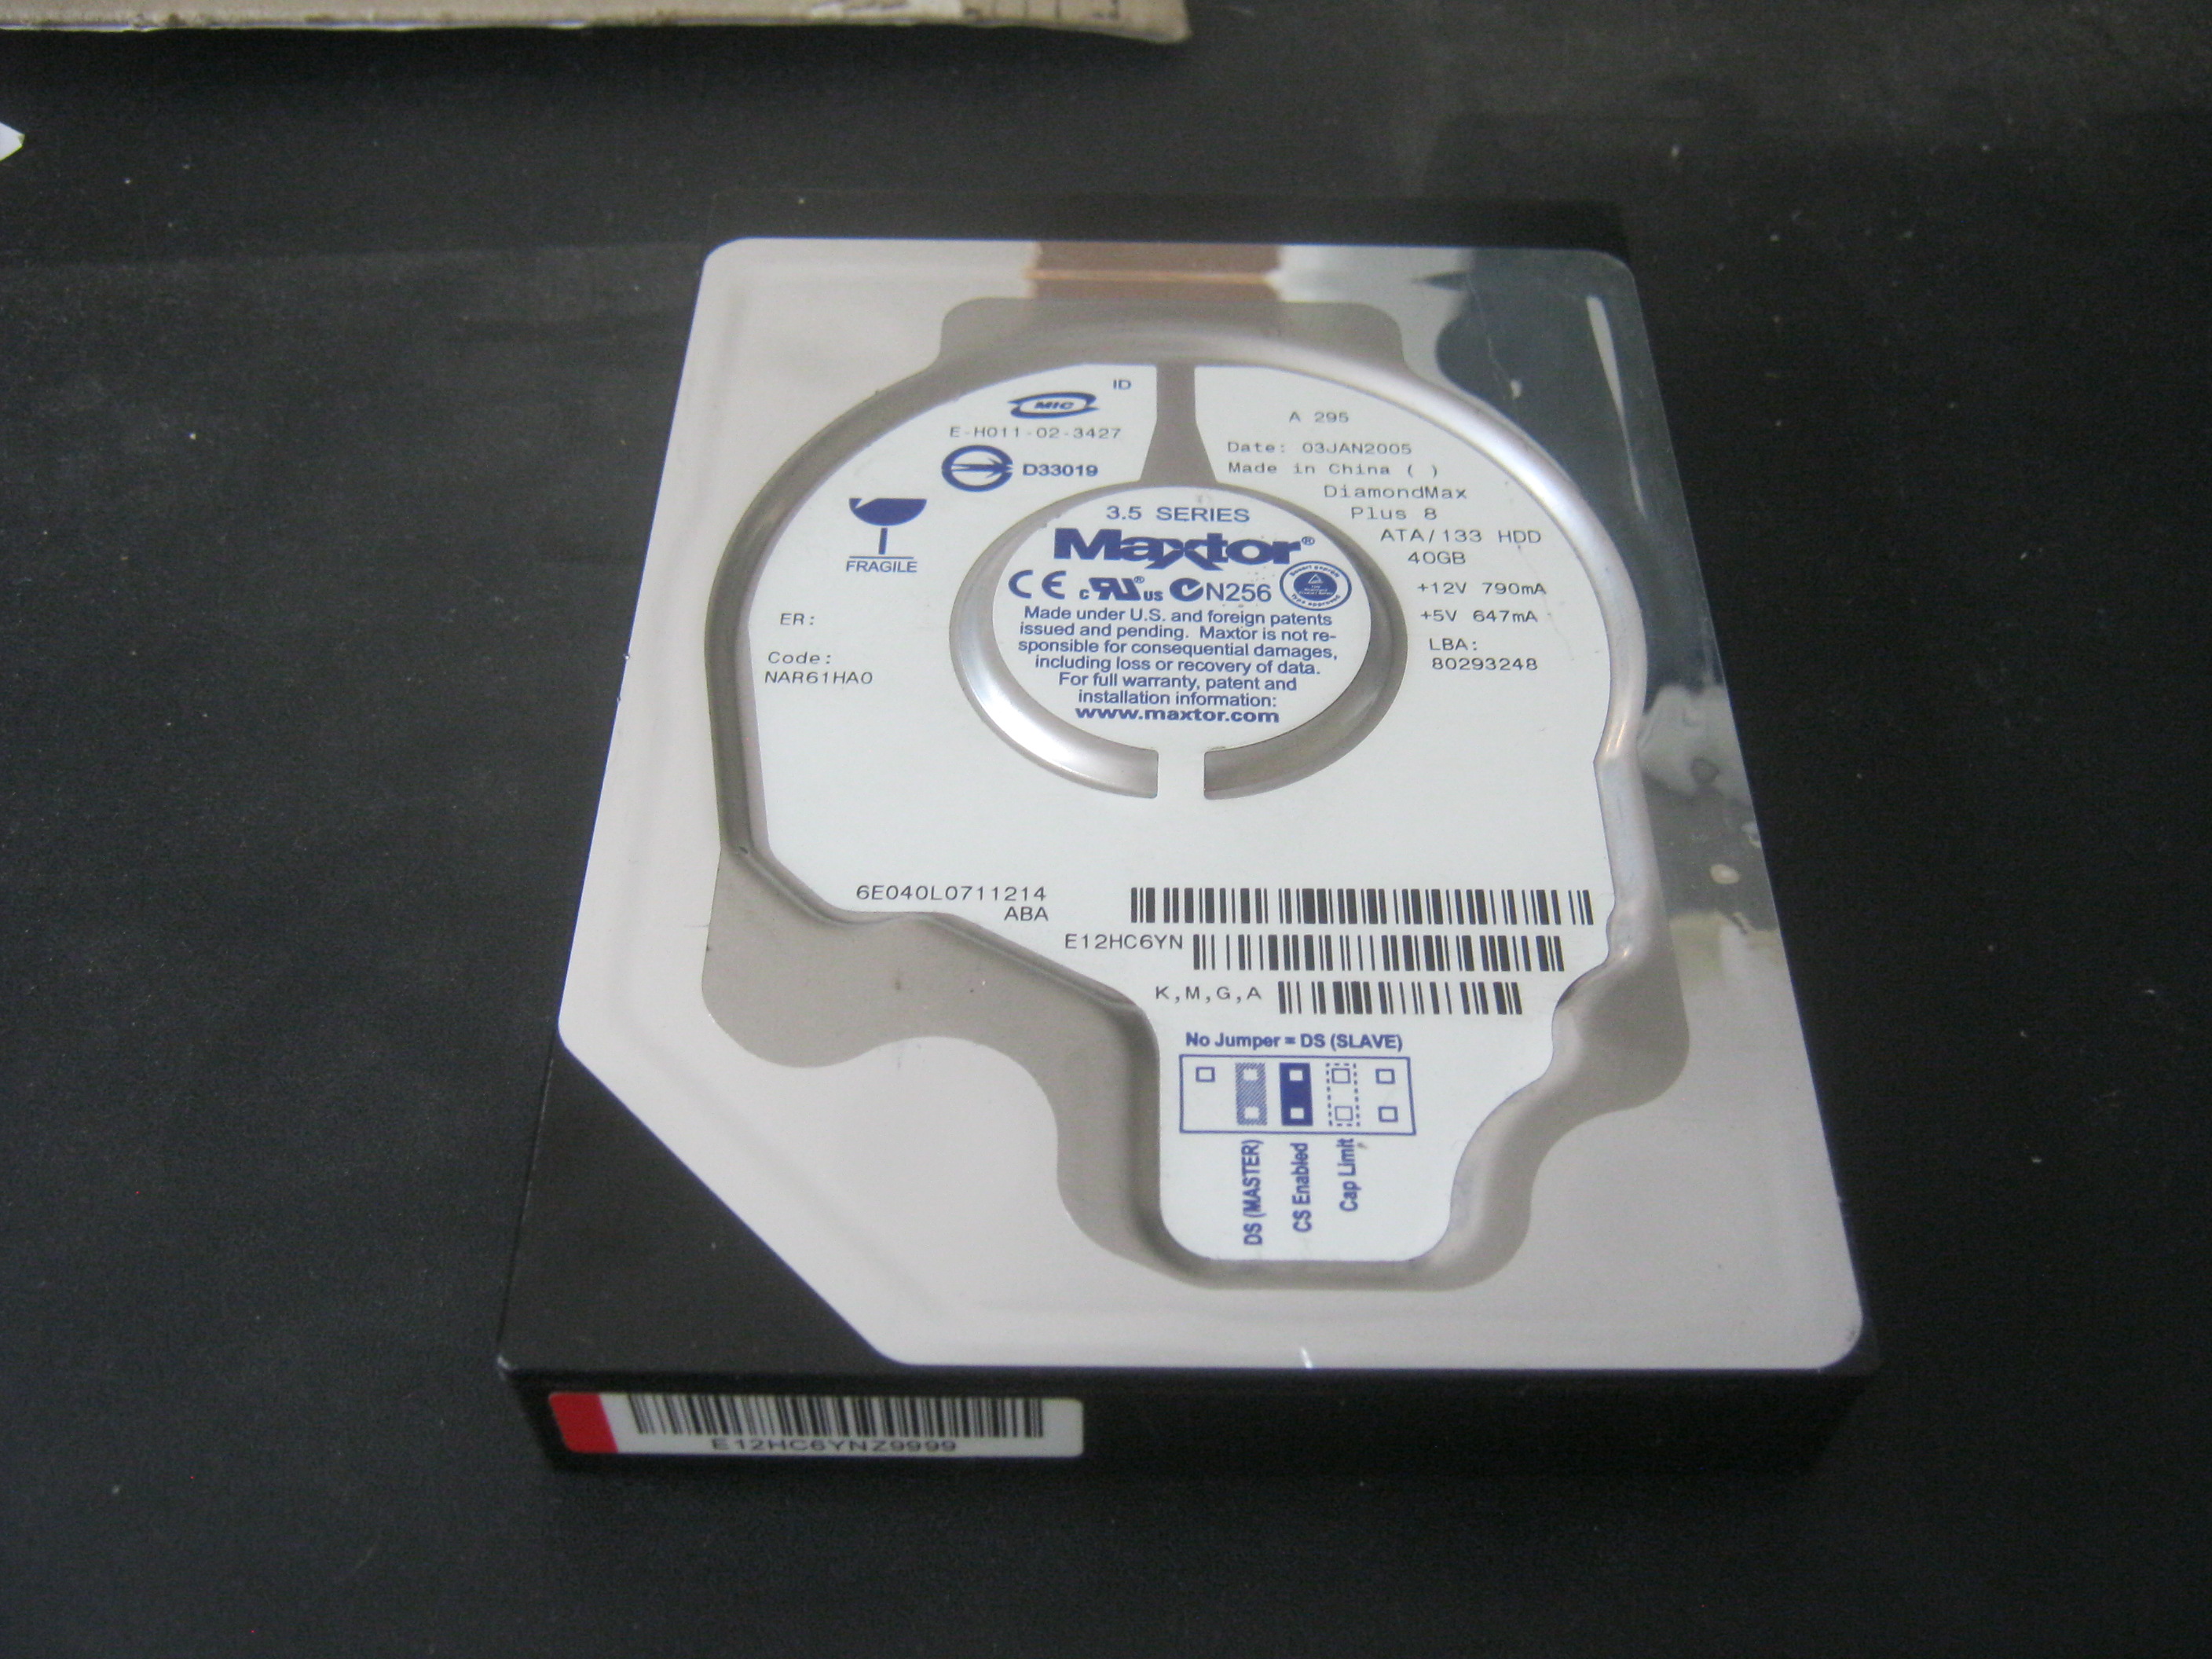 ID
MIC
E-H011-02-3427
D33019
FRAGILE
ER:
Code:
NAR61HA0
A 295
Date: 03JAN2005
Made in China ( )
DiamondMax
Plus 8
ATA/133 HDD
40GB
+12V 790mA
+5V 647mA
LBA:
80293248
3.5 SERIES
Maxtor®
CE c RU® us N256
Made under U.S. and foreign patents
issued and pending. Maxtor is not re-
sponsible for consequential damages,
including loss or recovery of data.
For full warranty, patent and
installation information:
www.maxtor.com
6E040L0711214
ABA
E12HC6YN
K,M,G,A
No Jumper = DS (SLAVE)
DS (MASTER)
CS Enabled
Cap Limit
E12HC6YNZ9999